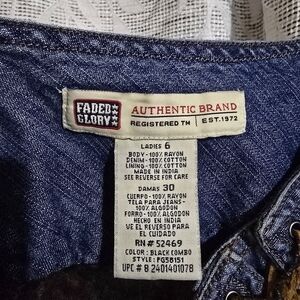 FADED
GLORY
AUTHENTIC BRAND
REGISTERED TM | EST. 1972
LADIES 6
BODY-100% RAYON
DENIM-100% COTTON
LINING-100% COTTON
MADE IN INDIA
SEE REVERSE FOR CARE
DAMAS 30
CUERPO-100% RAYON
TELA PARA JEANS-
100% ALGODON
FORRO-100% ALGODON
HECHO EN INDIA
VE EL REVERSO PARA
EL CUIDADO
RN# 52469
COLOR: BLACK COMBO
STYLE: FG58151
UPC # 8 2401401078